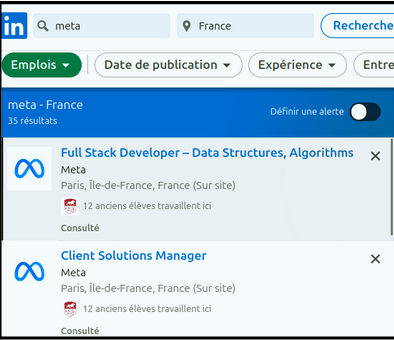 in
meta
France
Recherche
Emplois
Date de publication
Expérience
Entre
meta - France
35 résultats
Définir une alerte
Full Stack Developer – Data Structures, Algorithms
Meta
Paris, Île-de-France, France (Sur site)
12 anciens élèves travaillent ici
Consulté
Client Solutions Manager
Meta
Paris, Île-de-France, France (Sur site)
12 anciens élèves travaillent ici
Consulté